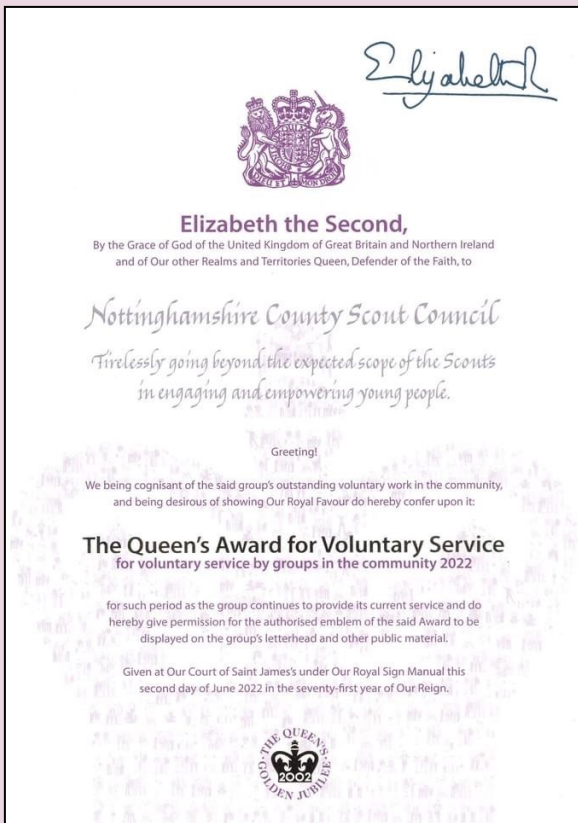 Elizabeth R
DIEU ET MON DROIT
Elizabeth the Second,
By the Grace of God of the United Kingdom of Great Britain and Northern Ireland
and of Our other Realms and Territories Queen, Defender of the Faith, to
Nottinghamshire County Scout Council
Tirelessly going beyond the expected scope of the Scouts
in engaging and empowering young people.
Greeting!
We being cognisant of the said group's outstanding voluntary work in the community,
and being desirous of showing Our Royal Favour do hereby confer upon it:
The Queen's Award for Voluntary Service
for voluntary service by groups in the community 2022
for such period as the group continues to provide its current service and do
hereby give permission for the authorised emblem of the said Award to be
displayed on the group's letterhead and other public material.
Given at Our Court of Saint James's under Our Royal Sign Manual this
second day of June 2022 in the seventy-first year of Our Reign.
THE QUEEN'S
2002
GOLDEN JUBILEE